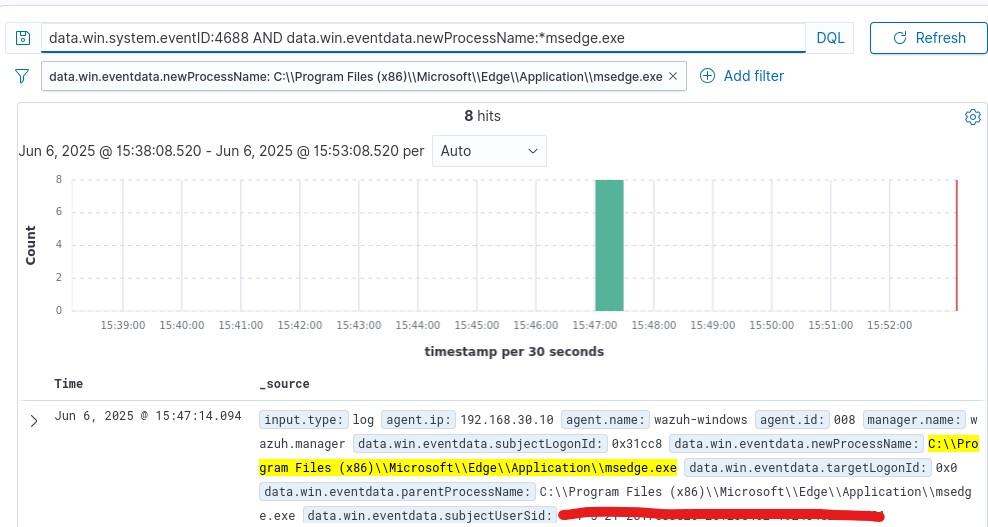 data.win.system.eventID:4688 AND data.win.eventdata.newProcessName:*msedge.exe DQL Refresh
data.win.eventdata.newProcessName: C:\\Program Files (x86)\\Microsoft\\Edge\\Application\\msedge.exe × Add filter
8 hits
Jun 6, 2025 @ 15:38:08.520 - Jun 6, 2025 @ 15:53:08.520 per Auto
Count
8
6
4
2
0
15:39:00 15:40:00 15:41:00 15:42:00 15:43:00 15:44:00 15:45:00 15:46:00 15:47:00 15:48:00 15:49:00 15:50:00 15:51:00 15:52:00
timestamp per 30 seconds
Time _source
Jun 6, 2025 @ 15:47:14.094 input.type: log agent.ip: 192.168.30.10 agent.name: wazuh-windows agent.id: 008 manager.name: w
azuh.manager data.win.eventdata.subjectLogonId: 0x31cc8 data.win.eventdata.newProcessName: C:\\Pro
gram Files (x86)\\Microsoft\\Edge\\Application\\msedge.exe data.win.eventdata.targetLogonId: 0x0
data.win.eventdata.parentProcessName: C:\\Program Files (x86)\\Microsoft\\Edge\\Application\\msedg
e.exe data.win.eventdata.subjectUserSid: